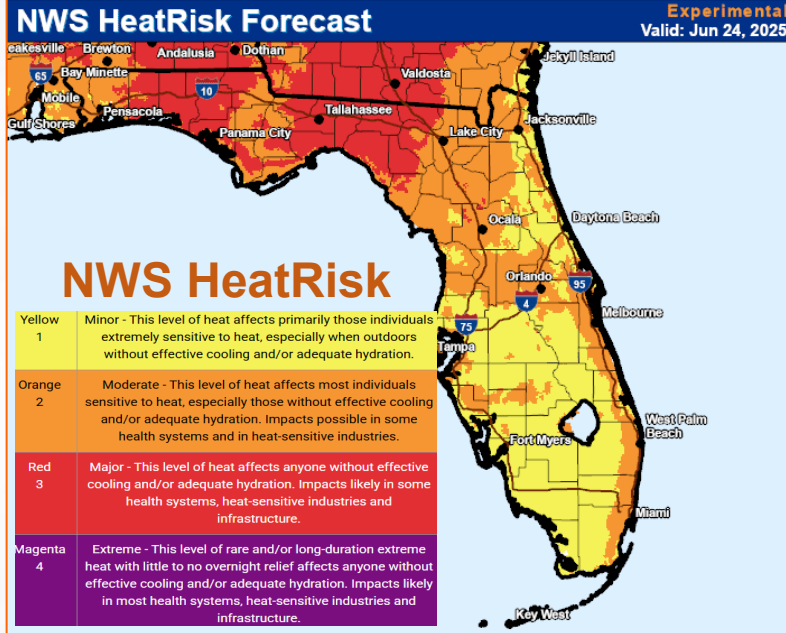 NWS HeatRisk Forecast
Experimental
Valid: Jun 24, 2025
eakesville
Brewton
Andalusia
Dothan
Jekyll Island
65
Bay Minette
Valdosta
10
Mobile
Pensacola
Tallahassee
Gulf Shores
Panama City
Lake City
Jacksonville
Ocala
Daytona Beach
NWS HeatRisk
Orlando
95
4
Melbourne
75
Tampa
Yellow
1
Minor - This level of heat affects primarily those individuals
extremely sensitive to heat, especially when outdoors
without effective cooling and/or adequate hydration.
Orange
2
Moderate - This level of heat affects most individuals
sensitive to heat, especially those without effective cooling
and/or adequate hydration. Impacts possible in some
health systems and in heat-sensitive industries.
West Palm
Beach
Fort Myers
Red
3
Major - This level of heat affects anyone without effective
cooling and/or adequate hydration. Impacts likely in some
health systems, heat-sensitive industries and
infrastructure.
Miami
Magenta
4
Extreme - This level of rare and/or long-duration extreme
heat with little to no overnight relief affects anyone without
effective cooling and/or adequate hydration. Impacts likely
in most health systems, heat-sensitive industries and
infrastructure.
Key West